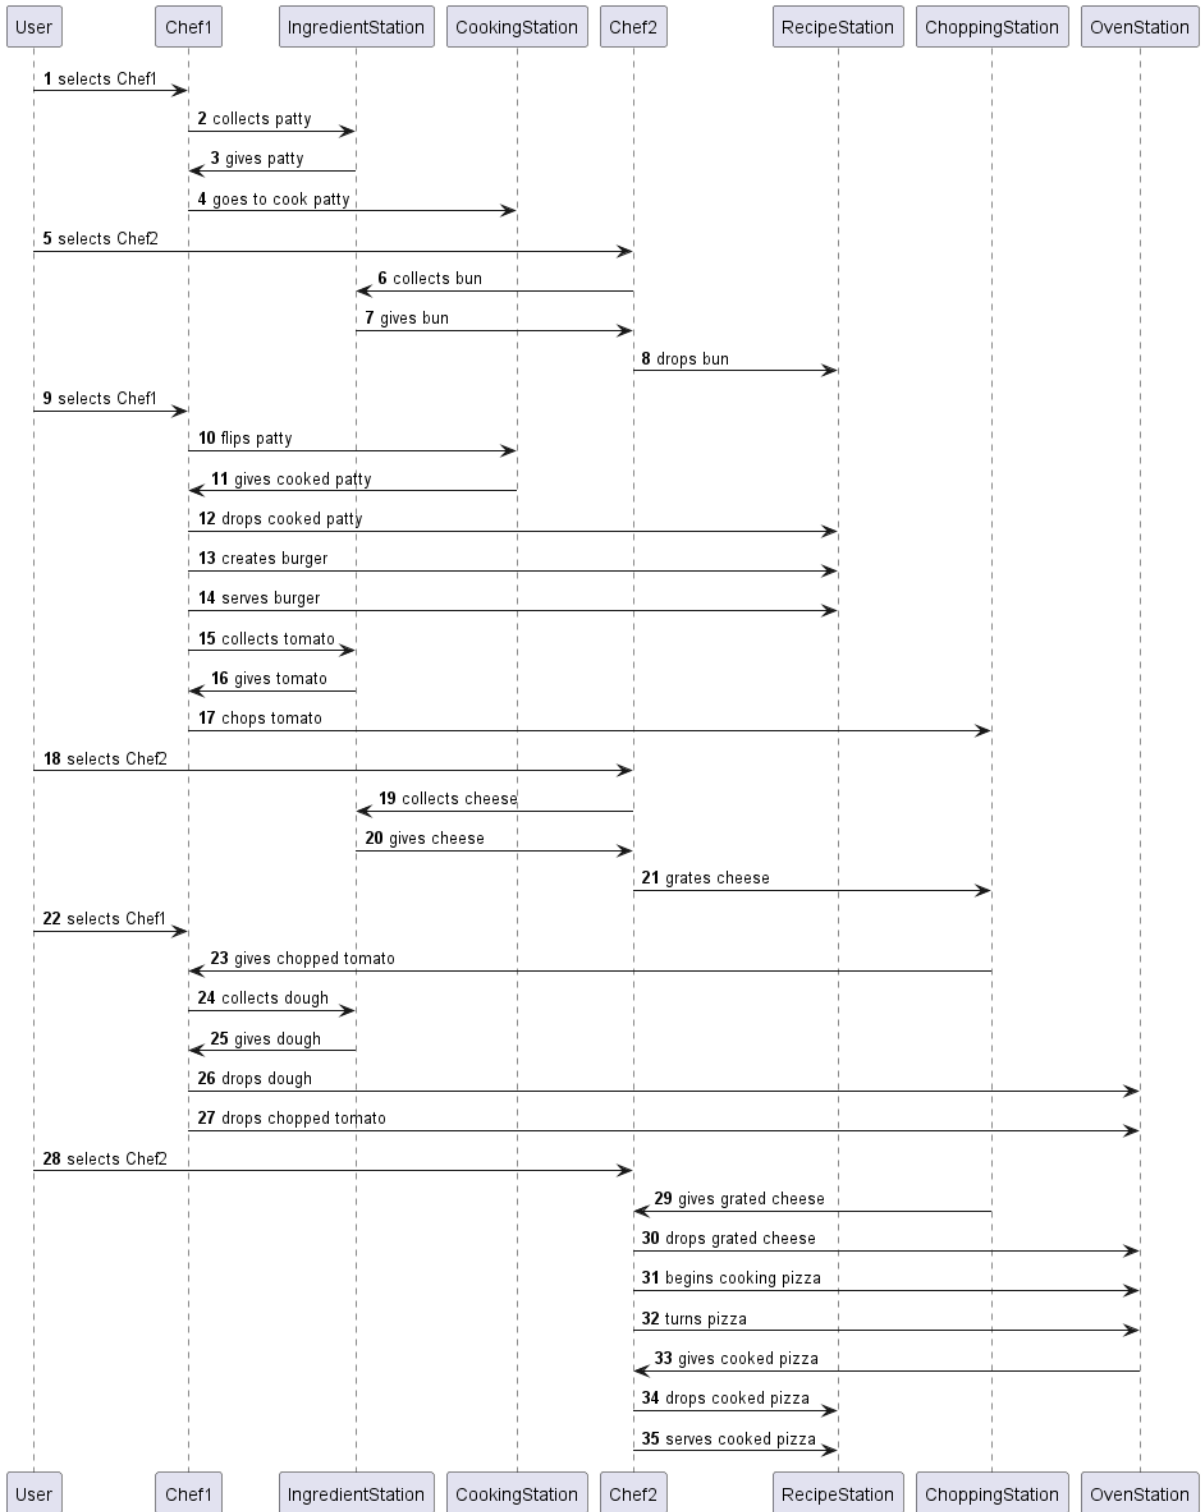 User Chef1 IngredientStation CookingStation Chef2 RecipeStation ChoppingStation OvenStation
1 selects Chef1
2 collects patty
3 gives patty
4 goes to cook patty
5 selects Chef2
6 collects bun
7 gives bun
8 drops bun
9 selects Chef1
10 flips patty
11 gives cooked patty
12 drops cooked patty
13 creates burger
14 serves burger
15 collects tomato
16 gives tomato
17 chops tomato
18 selects Chef2
19 collects cheese
20 gives cheese
21 grates cheese
22 selects Chef1
23 gives chopped tomato
24 collects dough
25 gives dough
26 drops dough
27 drops chopped tomato
28 selects Chef2
29 gives grated cheese
30 drops grated cheese
31 begins cooking pizza
32 turns pizza
33 gives cooked pizza
34 drops cooked pizza
35 serves cooked pizza
User Chef1 IngredientStation CookingStation Chef2 RecipeStation ChoppingStation OvenStation